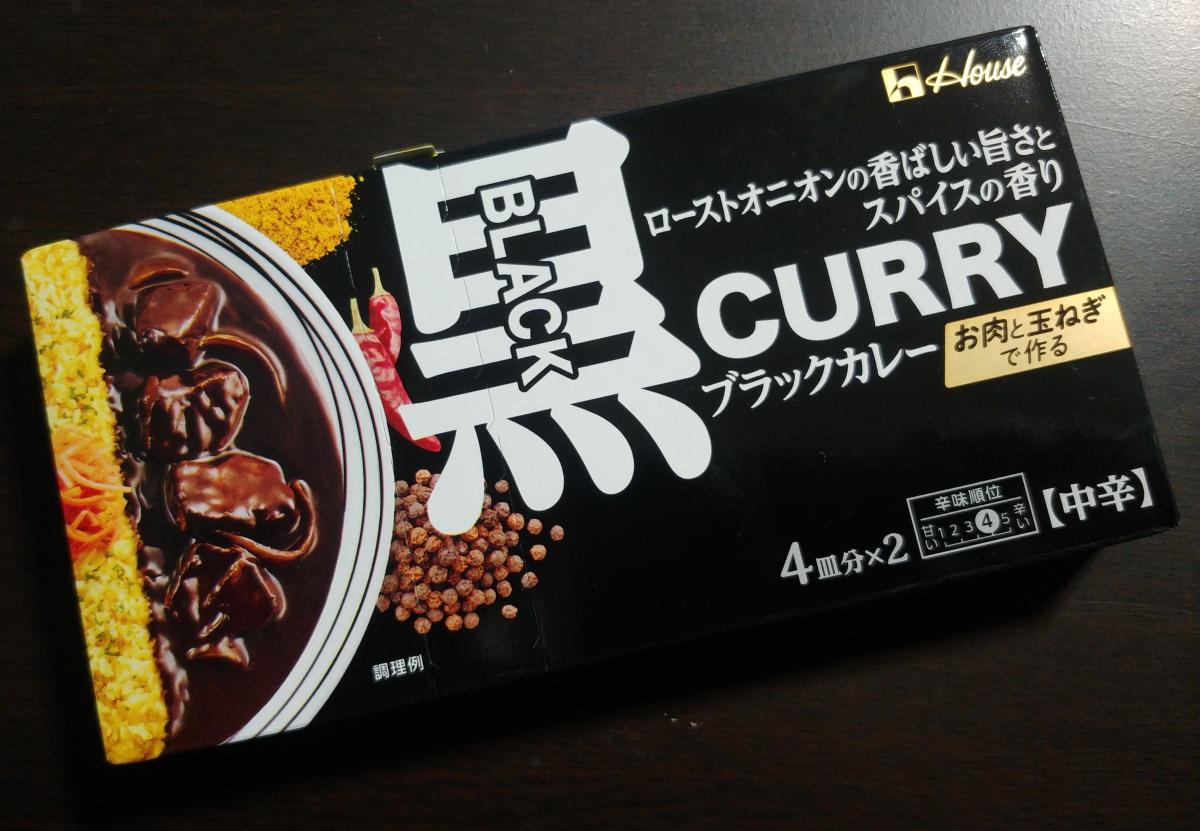 House
黒
BLACK
ローストオニオンの香ばしい旨さと
スパイスの香り
CURRY
ブラックカレー
お肉と玉ねぎ
で作る
4皿分×2
辛味順位
甘い 1 2 3 4 5 辛い
【中辛】
調理例